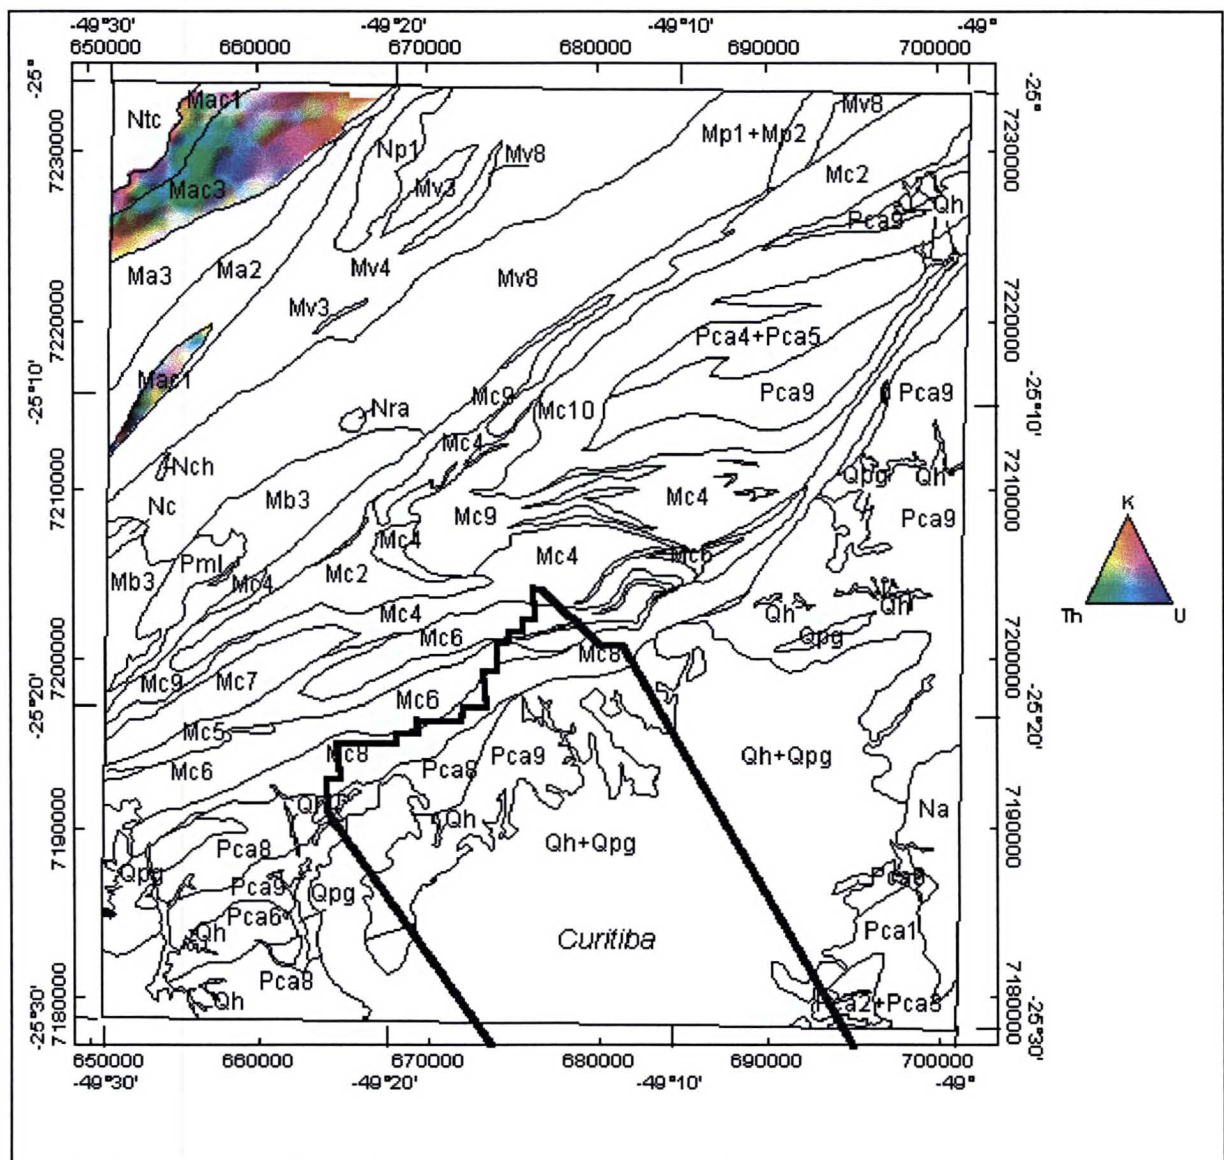 -49°30' -49°20' -49°10' -49°
650000 660000 670000 680000 690000 700000
-25° -25°
7230000 7230000
Mac1
Ntc
Mv8
Mp1+Mp2
Np1
Mv8
Mc2
Mac3
Mv3
Qh
Pca9
Ma3
Ma2
Mv4
Mv8
Mv3
7220000 7220000
Pca4+Pca5
Mac1
-25°10' -25°10'
Mc9
Pca9
Pca9
Nra
Mc10
Mc4
Nch
Qpg
Qh
7210000 7210000
Nc
Mb3
Mc4
Mc9
Pca9
K
Mc4
Mb3
Pml
Mc4
Mc2
Mc4
Mc6
Th U
Mc4
Qh
Qh
Mc6
Qpg
7200000 7200000
Mc8
Mc9
Mc7
Mc6
-25°20' -25°20'
Mc5
Mc8
Pca9
Qh+Qpg
Mc6
Pca8
Qh
Na
Qh
7190000 7190000
Qh+Qpg
Pca8
Qpg
Pca9
Qpg
Pca6
Pca1
Qh
Curitiba
Pca8
Qh
7180000 7180000
-25°30' -25°30'
650000 660000 670000 680000 690000 700000
-49°30' -49°20' -49°10' -49°